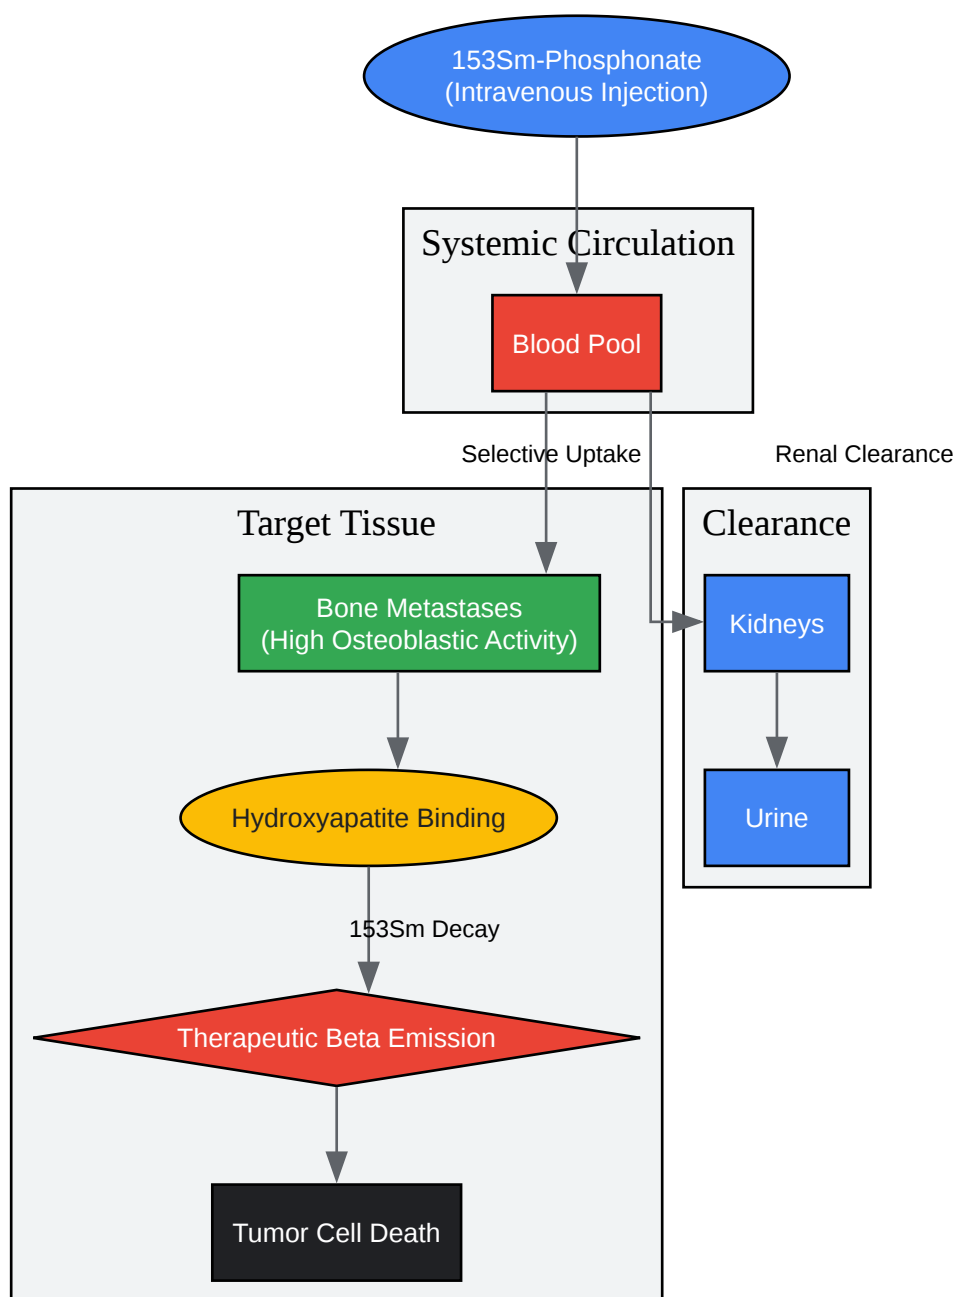 153Sm-Phosphonate
(Intravenous Injection)
Systemic Circulation
Blood Pool
Selective Uptake
Renal Clearance
Target Tissue
Clearance
Bone Metastases
(High Osteoblastic Activity)
Kidneys
Hydroxyapatite Binding
Urine
153Sm Decay
Therapeutic Beta Emission
Tumor Cell Death